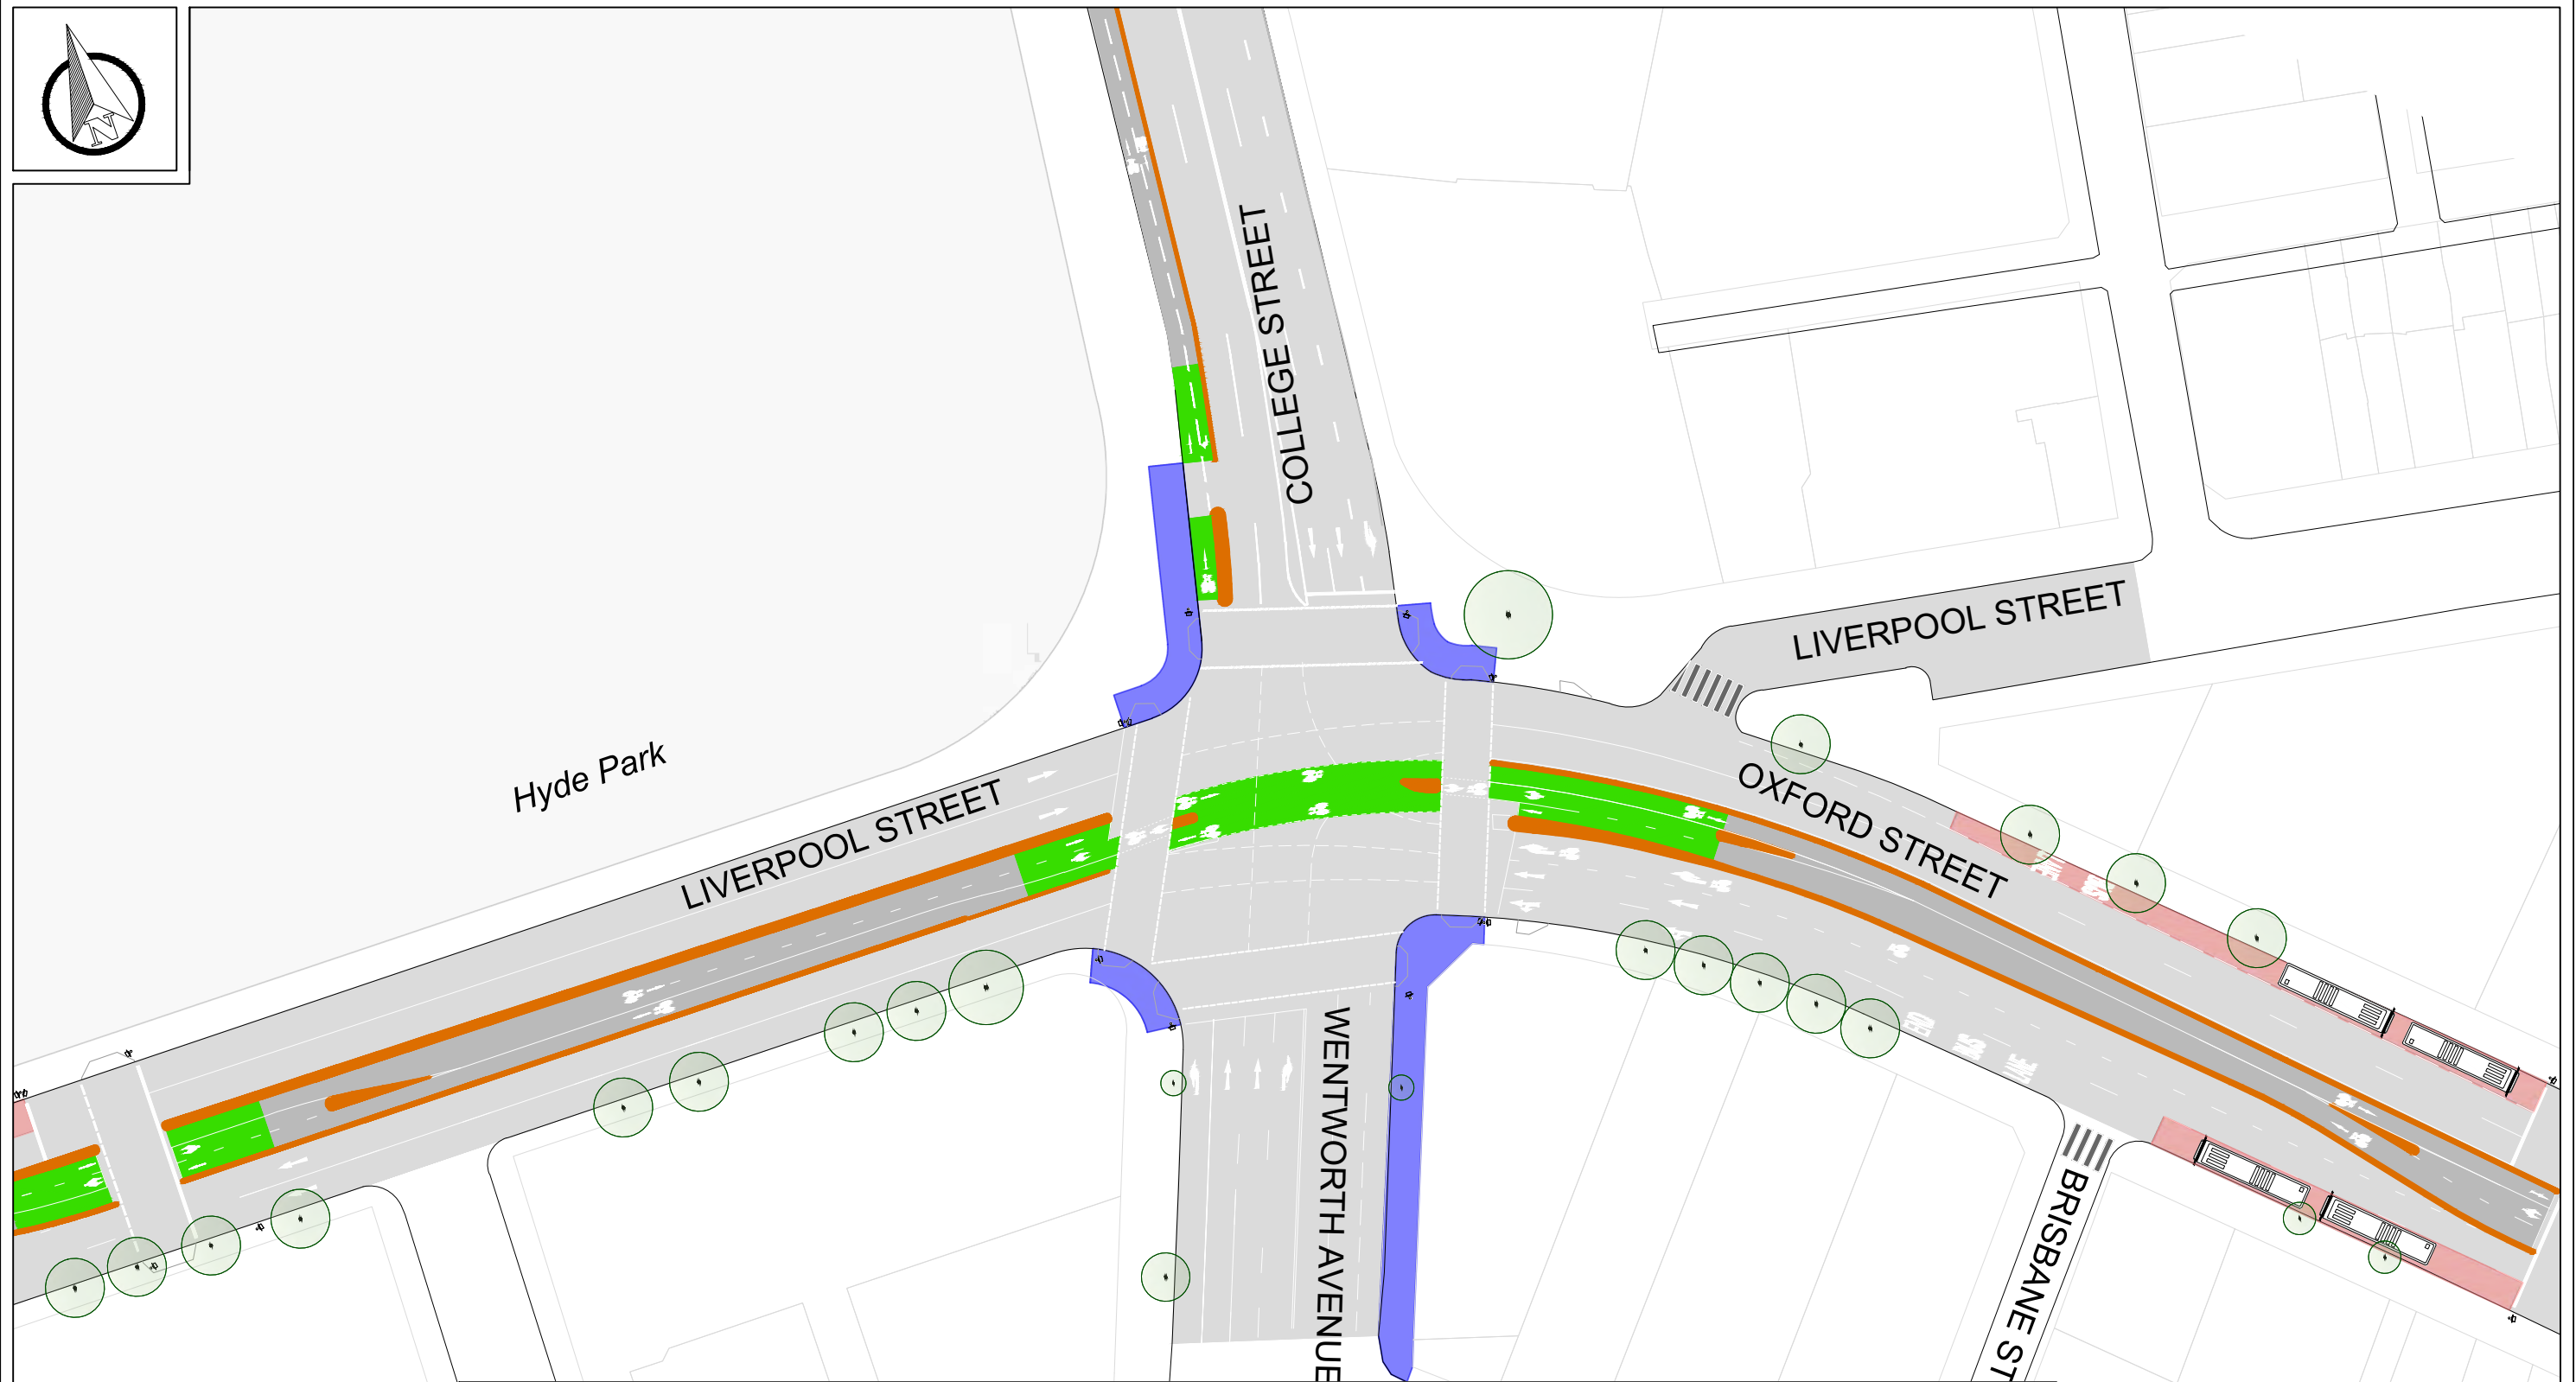 N
COLLEGE STREET
LIVERPOOL STREET
Hyde Park
LIVERPOOL STREET
OXFORD STREET
WENTWORTH AVENUE
BRISBANE ST